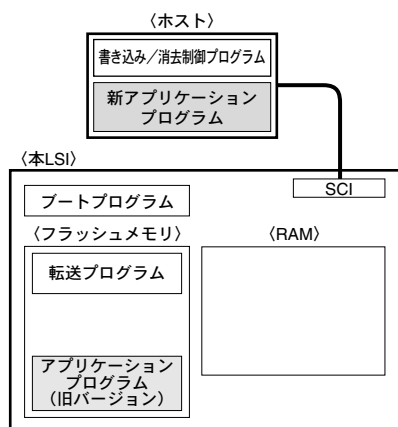 〈ホスト〉
書き込み／消去制御プログラム
新アプリケーション
プログラム
〈本LSI〉
SCI
ブートプログラム
〈フラッシュメモリ〉
〈RAM〉
転送プログラム
アプリケーション
プログラム
（旧バージョン）